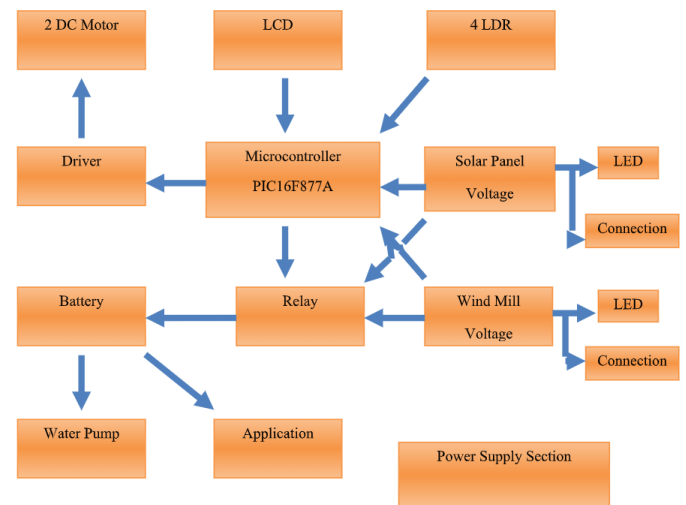 2 DC Motor
LCD
4 LDR
Driver
Microcontroller
PIC16F877A
Solar Panel
Voltage
LED
Connection
Battery
Relay
Wind Mill
Voltage
LED
Connection
Water Pump
Application
Power Supply Section